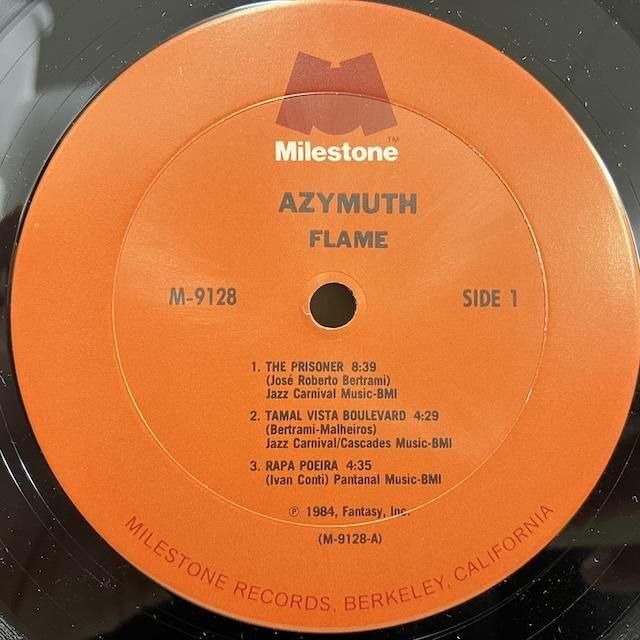 Milestone™
AZYMUTH
FLAME
M-9128
SIDE 1
1. THE PRISONER 8:39
(José Roberto Bertrami)
Jazz Carnival Music-BMI
2. TAMAL VISTA BOULEVARD 4:29
(Bertrami-Malheiros)
Jazz Carnival/Cascades Music-BMI
3. RAPA POEIRA 4:35
(Ivan Conti) Pantanal Music-BMI
℗ 1984, Fantasy, Inc.
(M-9128-A)
MILESTONE RECORDS, BERKELEY, CALIFORNIA